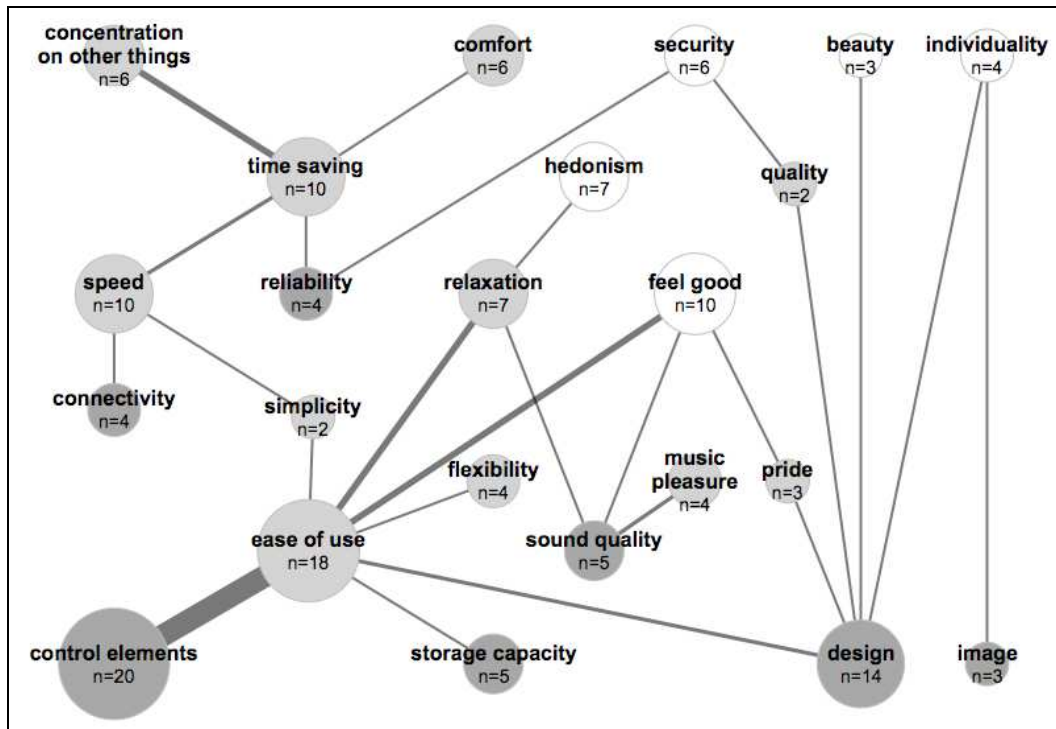 concentration
on other things
n=6
comfort
n=6
security
n=6
beauty
n=3
individuality
n=4
time saving
n=10
hedonism
n=7
quality
n=2
speed
n=10
reliability
n=4
relaxation
n=7
feel good
n=10
connectivity
n=4
simplicity
n=2
flexibility
n=4
music
pleasure
n=4
pride
n=3
ease of use
n=18
sound quality
n=5
control elements
n=20
storage capacity
n=5
design
n=14
image
n=3